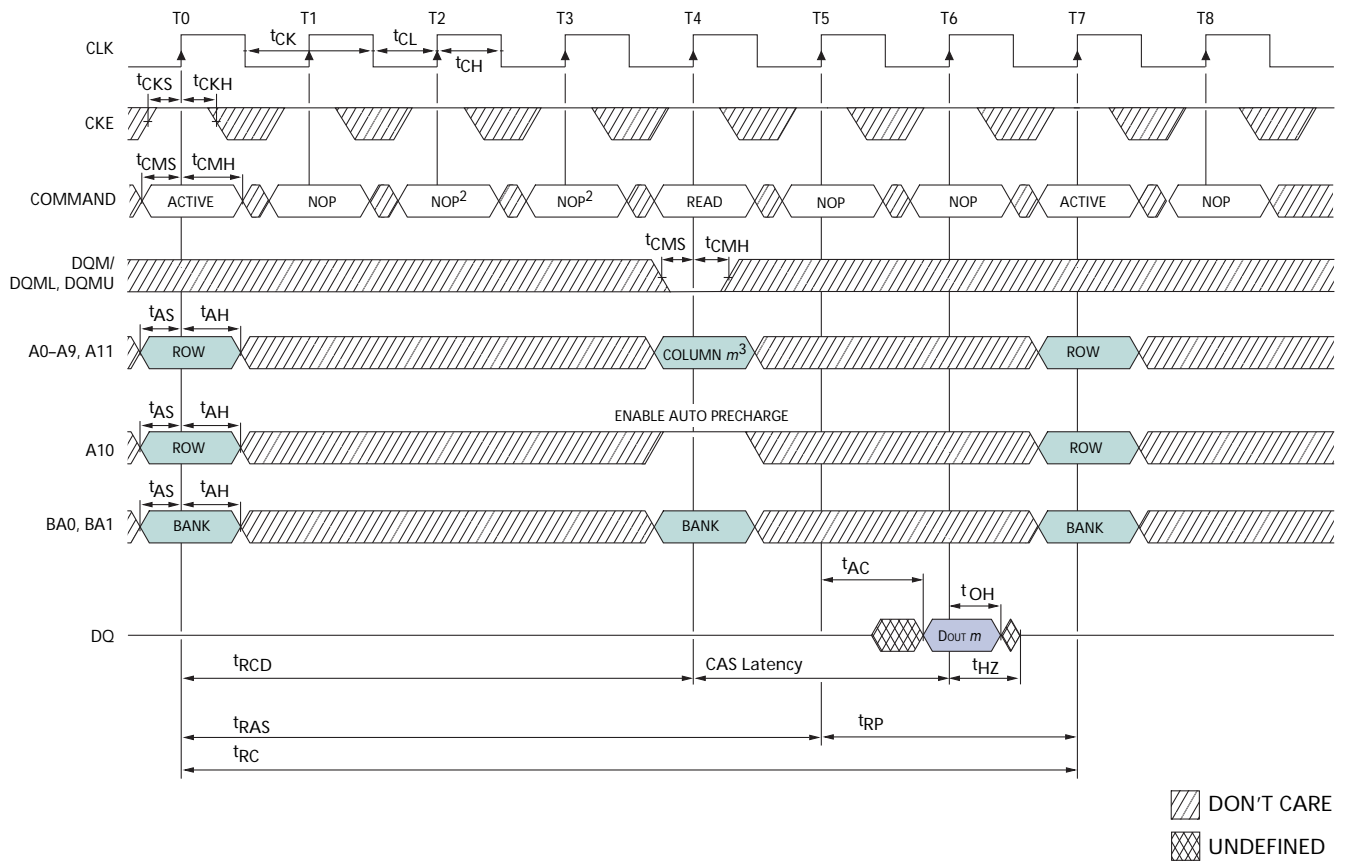 T0 T1 T2 T3 T4 T5 T6 T7 T8
CLK
tCK tCL
tCH
tCKS tCKH
CKE
tCMS tCMH
COMMAND ACTIVE NOP NOP2 NOP2 READ NOP NOP ACTIVE NOP
tCMS tCMH
DQM/
DQML, DQMU
tAS tAH
A0–A9, A11 ROW COLUMN m3 ROW
ENABLE AUTO PRECHARGE
tAS tAH
A10 ROW ROW
tAS tAH
BA0, BA1 BANK BANK BANK
tAC
tOH
DQ DOUT m
tRCD CAS Latency tHZ
tRAS tRP
tRC
DON'T CARE
UNDEFINED